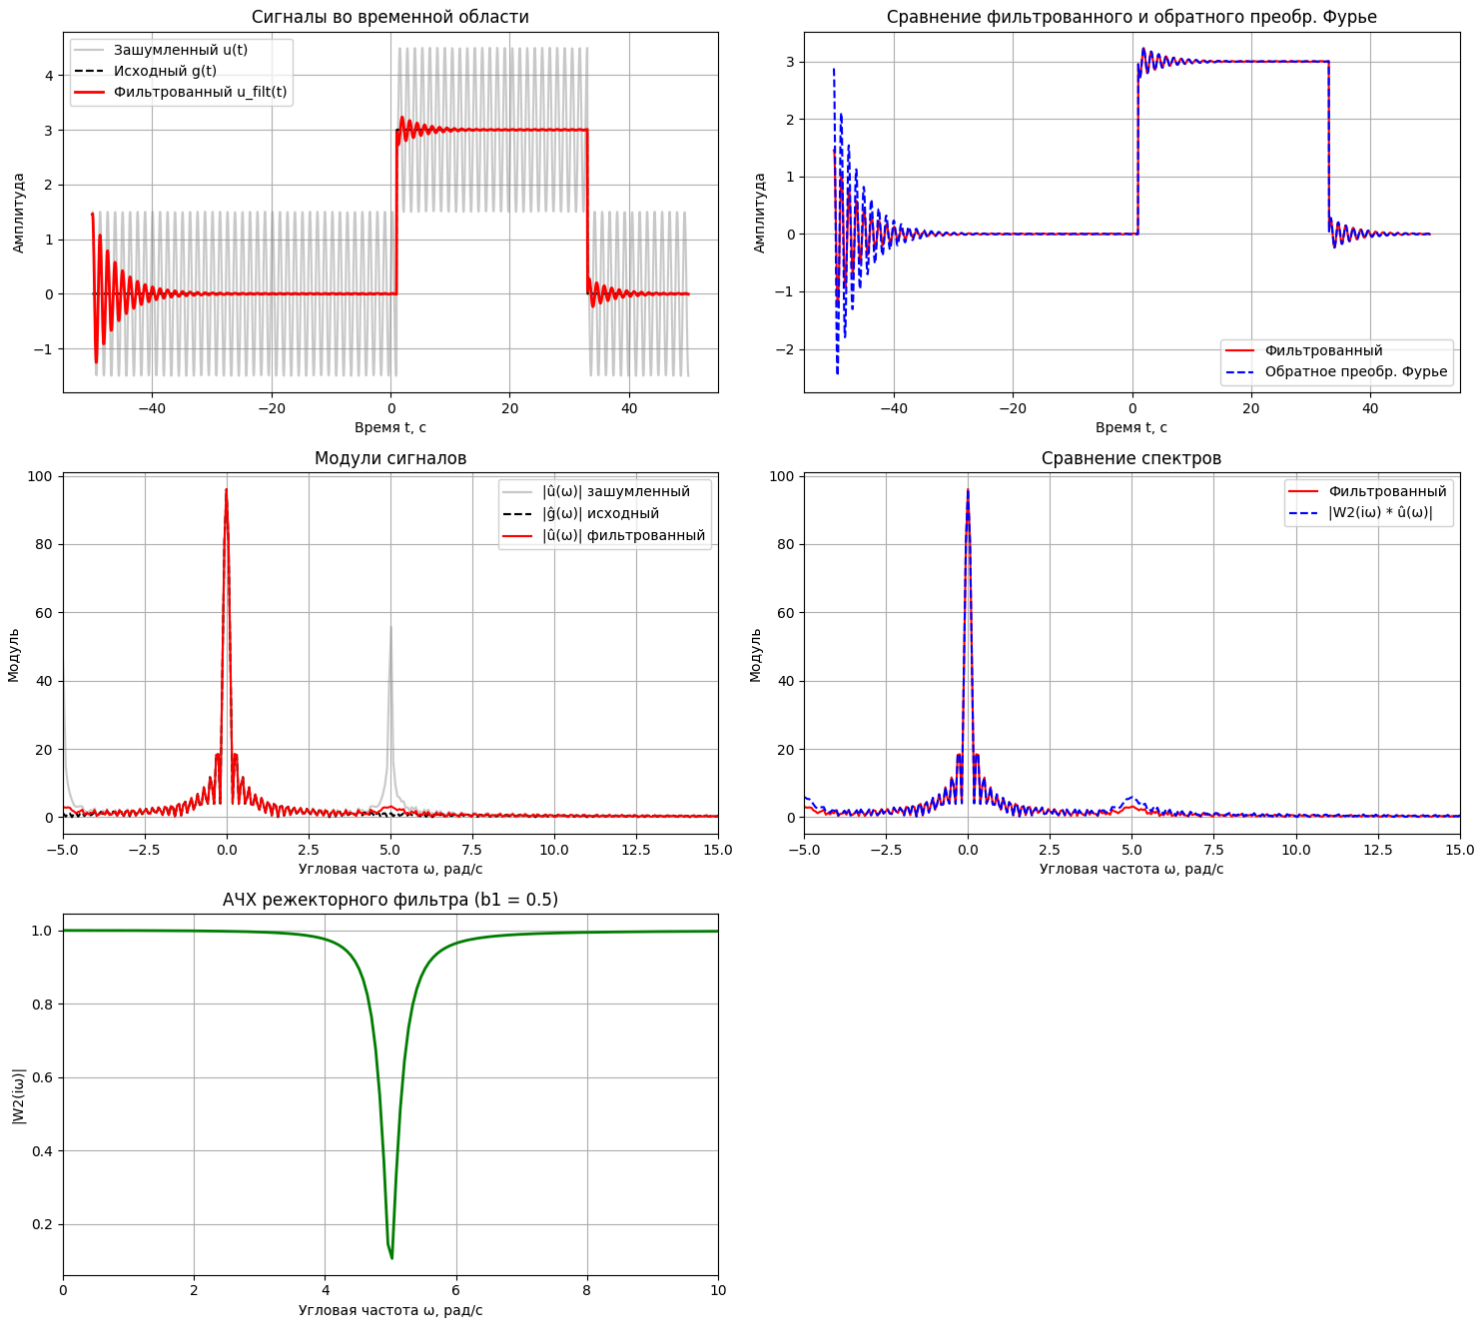 Сигналы во временной области
Зашумленный u(t)
Исходный g(t)
Фильтрованный u_filt(t)
Амплитуда
4
3
2
1
0
−1
−40
−20
0
20
40
Время t, с
Сравнение фильтрованного и обратного преобр. Фурье
Амплитуда
3
2
1
0
−1
−2
Фильтрованный
Обратное преобр. Фурье
−40
−20
0
20
40
Время t, с
Модули сигналов
|û(ω)| зашумленный
|ĝ(ω)| исходный
|û(ω)| фильтрованный
Модуль
100
80
60
40
20
0
−5.0
−2.5
0.0
2.5
5.0
7.5
10.0
12.5
15.0
Угловая частота ω, рад/с
Сравнение спектров
Фильтрованный
|W2(iω) * û(ω)|
Модуль
100
80
60
40
20
0
−5.0
−2.5
0.0
2.5
5.0
7.5
10.0
12.5
15.0
Угловая частота ω, рад/с
АЧХ режекторного фильтра (b1 = 0.5)
|W2(iω)|
1.0
0.8
0.6
0.4
0.2
0
2
4
6
8
10
Угловая частота ω, рад/с